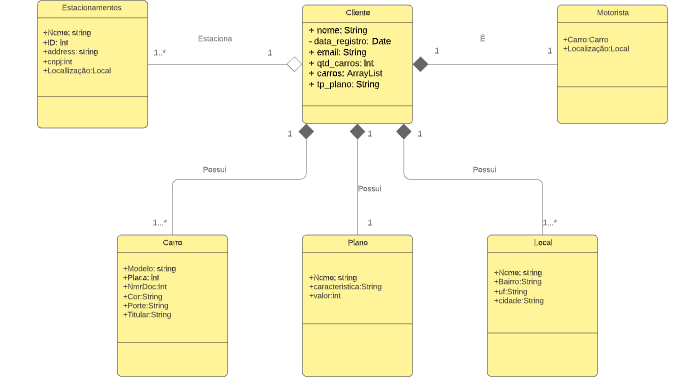 Estacionamentos
+Nome: string
+ID: Int
+address: string
+cnpj:int
+Locallização:Local
1..*
Estaciona
1
Cliente
+ nome: String
- data_registro: Date
+ email: String
+ qtd_carros: Int
+ carros: ArrayList
+ tp_plano: String
1
É
1
Motorista
+Carro:Carro
+Localização:Local
1
1
1
Possui
Possui
Possui
1...*
1
1...*
Carro
+Modelo: string
+Placa: Int
+NmrDoc:Int
+Cor:String
+Porte:String
+Titular:String
Plano
+Nome: string
+caracteristica:String
+valor:int
Local
+Nome: string
+Bairro:String
+uf:String
+cidade:String